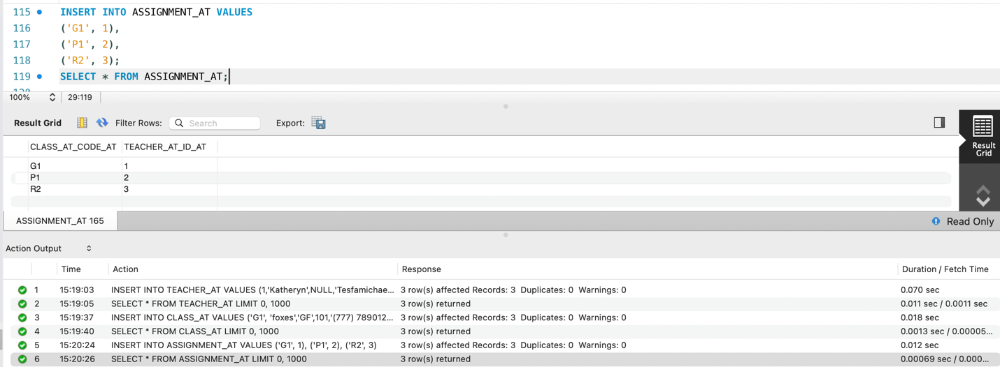 115 INSERT INTO ASSIGNMENT_AT VALUES
116 ('G1', 1),
117 ('P1', 2),
118 ('R2', 3);
119 SELECT * FROM ASSIGNMENT_AT;
100% 29:119
Result Grid Filter Rows: Search Export:
Result Grid
CLASS_AT_CODE_AT TEACHER_AT_ID_AT
G1 1
P1 2
R2 3
ASSIGNMENT_AT 165 Read Only
Action Output
Time Action Response Duration / Fetch Time
1 15:19:03 INSERT INTO TEACHER_AT VALUES (1,'Katheryn',NULL,'Tesfamichae... 3 row(s) affected Records: 3 Duplicates: 0 Warnings: 0 0.070 sec
2 15:19:05 SELECT * FROM TEACHER_AT LIMIT 0, 1000 3 row(s) returned 0.011 sec / 0.0011 sec
3 15:19:37 INSERT INTO CLASS_AT VALUES ('G1', 'foxes','GF',101,'(777) 789012... 3 row(s) affected Records: 3 Duplicates: 0 Warnings: 0 0.018 sec
4 15:19:40 SELECT * FROM CLASS_AT LIMIT 0, 1000 3 row(s) returned 0.0013 sec / 0.00005...
5 15:20:24 INSERT INTO ASSIGNMENT_AT VALUES ('G1', 1), ('P1', 2), ('R2', 3) 3 row(s) affected Records: 3 Duplicates: 0 Warnings: 0 0.012 sec
6 15:20:26 SELECT * FROM ASSIGNMENT_AT LIMIT 0, 1000 3 row(s) returned 0.00069 sec / 0.000...